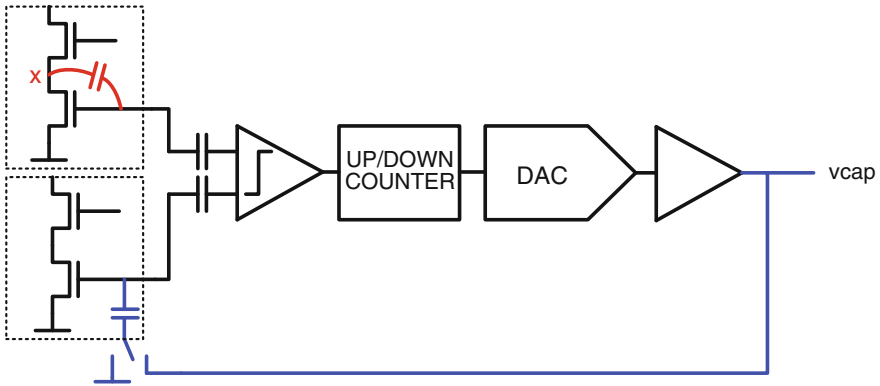 x
UP/DOWN
COUNTER
DAC
vcap